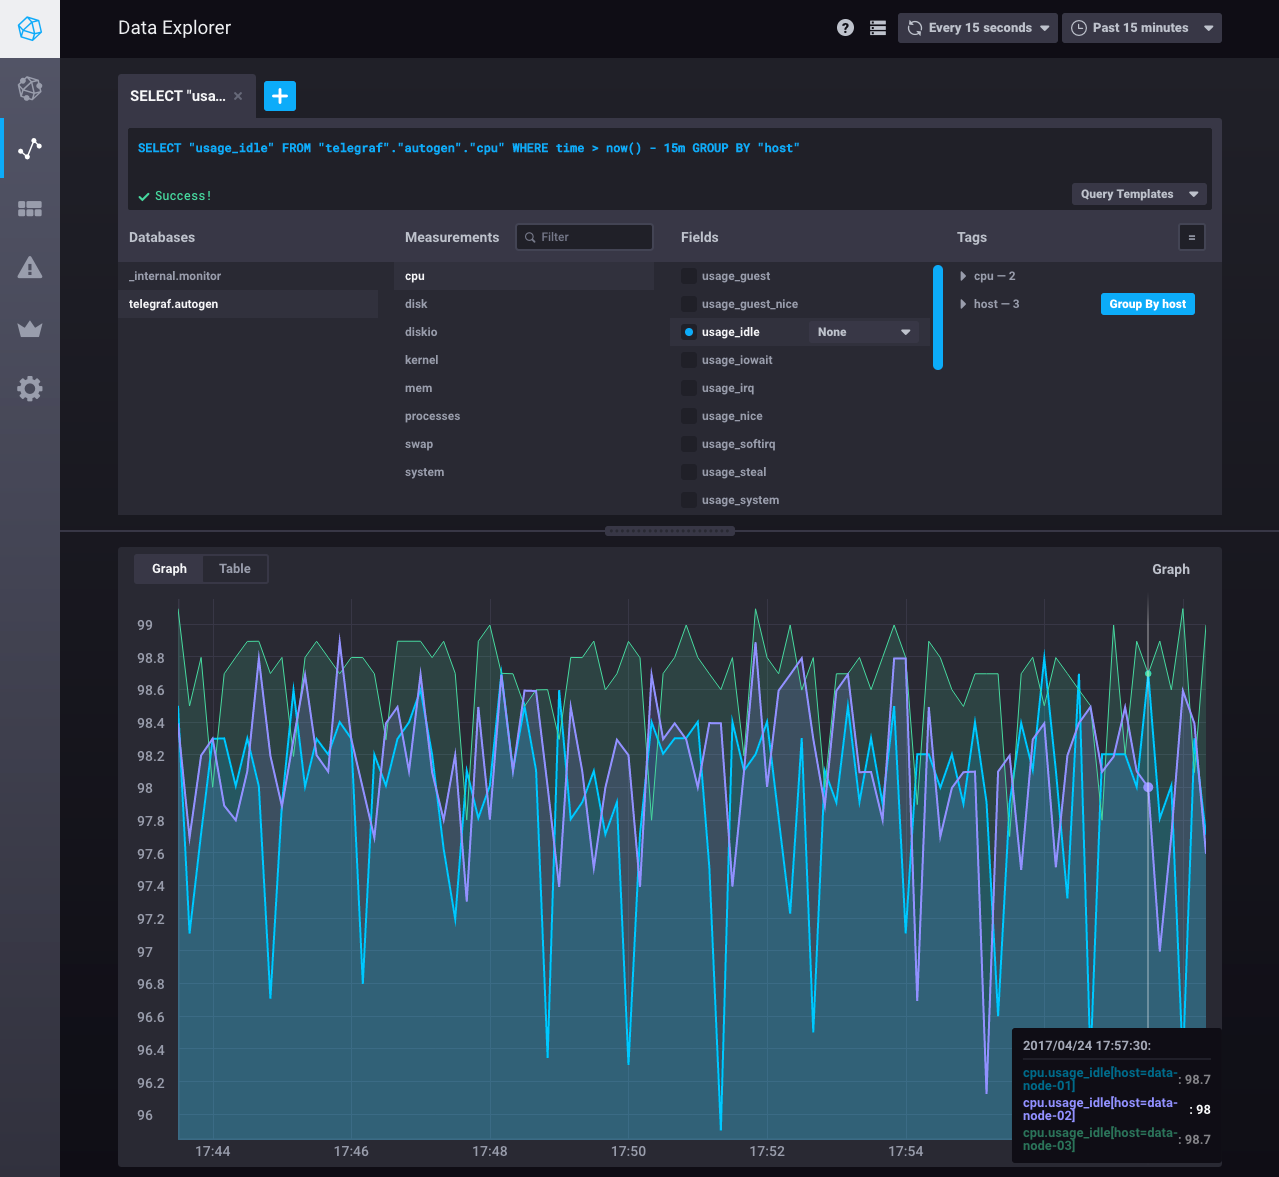 Data Explorer
Every 15 seconds
Past 15 minutes
SELECT "usa... ×
+
SELECT "usage_idle" FROM "telegraf"."autogen"."cpu" WHERE time > now() - 15m GROUP BY "host"
Success!
Query Templates
Databases
_internal.monitor
telegraf.autogen
Measurements
Filter
cpu
disk
diskio
kernel
mem
processes
swap
system
Fields
usage_guest
usage_guest_nice
usage_idle
None
usage_iowait
usage_irq
usage_nice
usage_softirq
usage_steal
usage_system
Tags
=
cpu — 2
host — 3
Group By host
Graph
Table
Graph
99
98.8
98.6
98.4
98.2
98
97.8
97.6
97.4
97.2
97
96.8
96.6
96.4
96.2
96
17:44
17:46
17:48
17:50
17:52
17:54
2017/04/24 17:57:30:
cpu.usage_idle[host=data-
node-01]
: 98.7
cpu.usage_idle[host=data-
node-02]
: 98
cpu.usage_idle[host=data-
node-03]
: 98.7